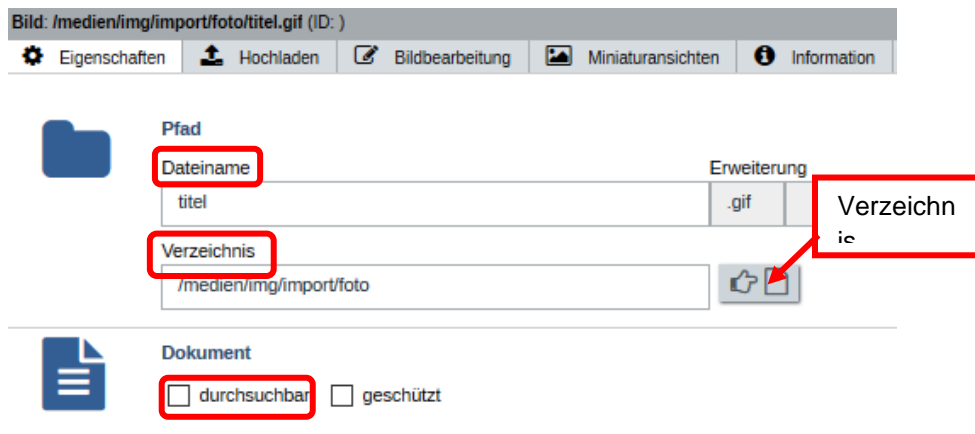 Bild: /medien/img/import/foto/titel.gif (ID: )
Eigenschaften Hochladen Bildbearbeitung Miniaturansichten Information
Pfad
Dateiname Erweiterung
titel .gif
Verzeichn
is
Verzeichnis
/medien/img/import/foto
Dokument
durchsuchbar geschützt